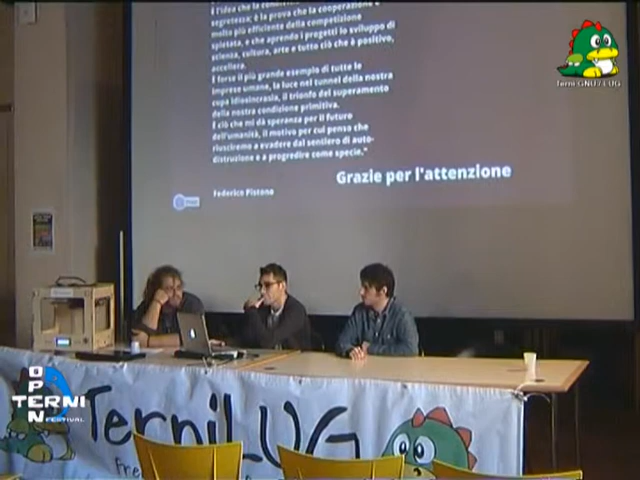 È l'idea che la condivisione
segretezza; è la prova che la cooperazione è
molto più efficiente della competizione
spietata, e che aprendo i progetti lo sviluppo di
scienza, cultura, arte e tutto ciò che è positivo,
accellera.
E forse il più grande esempio di tutte le
imprese umane, la luce nel tunnel della nostra
cupa idiosincrasia, il trionfo del superamento
della nostra condizione primitiva.
È ciò che mi dà speranza per il futuro
dell'umanità, il motivo per cui penso che
riusciremo a evadere dal sentiero di auto-
distruzione e a progredire come specie."
Grazie per l'attenzione
Federico Pistono
Terni GNU / LUG
OPEN
TERNI
FESTIVAL
TerniLUG
Fre